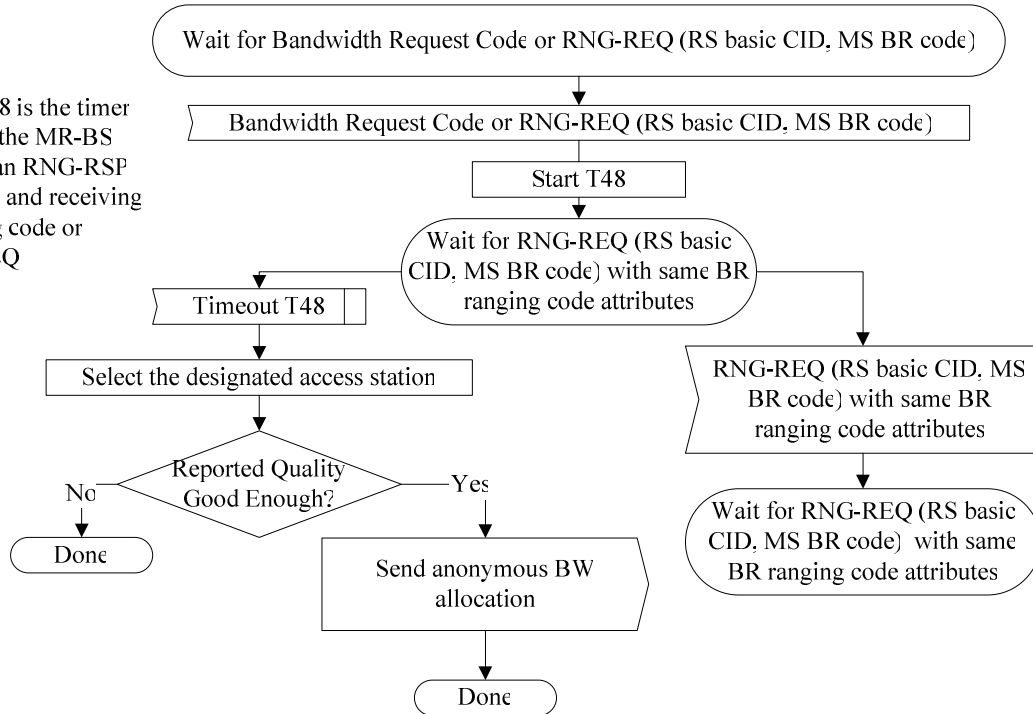 Wait for Bandwidth Request Code or RNG-REQ (RS basic CID, MS BR code)
8 is the timer
the MR-BS
an RNG-RSP
and receiving
code or
Bandwidth Request Code or RNG-REQ (RS basic CID, MS BR code)
Start T48
Wait for RNG-REQ (RS basic
CID, MS BR code) with same BR
ranging code attributes
Timeout T48
Select the designated access station
RNG-REQ (RS basic CID, MS
BR code) with same BR
ranging code attributes
Reported Quality
Good Enough?
No
Yes
Done
Wait for RNG-REQ (RS basic
CID, MS BR code) with same
BR ranging code attributes
Send anonymous BW
allocation
Done